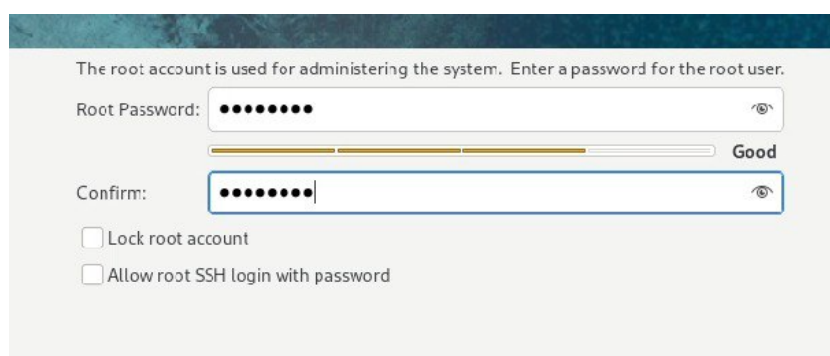 The root account is used for administering the system. Enter a password for the root user.
Root Password: ●●●●●●●●
Good
Confirm: ●●●●●●●●
Lock root account
Allow root SSH login with password